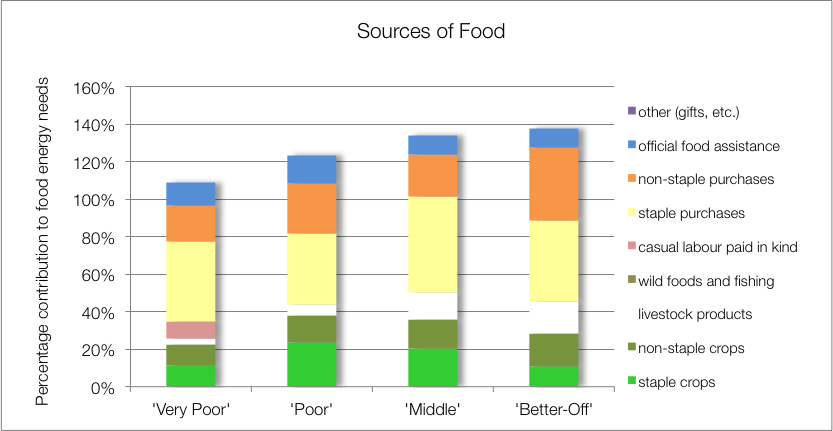 Sources of Food
Percentage contribution to food energy needs
160%
140%
120%
100%
80%
60%
40%
20%
0%
'Very Poor'
'Poor'
'Middle'
'Better-Off'
other (gifts, etc.)
official food assistance
non-staple purchases
staple purchases
casual labour paid in kind
wild foods and fishing
livestock products
non-staple crops
staple crops